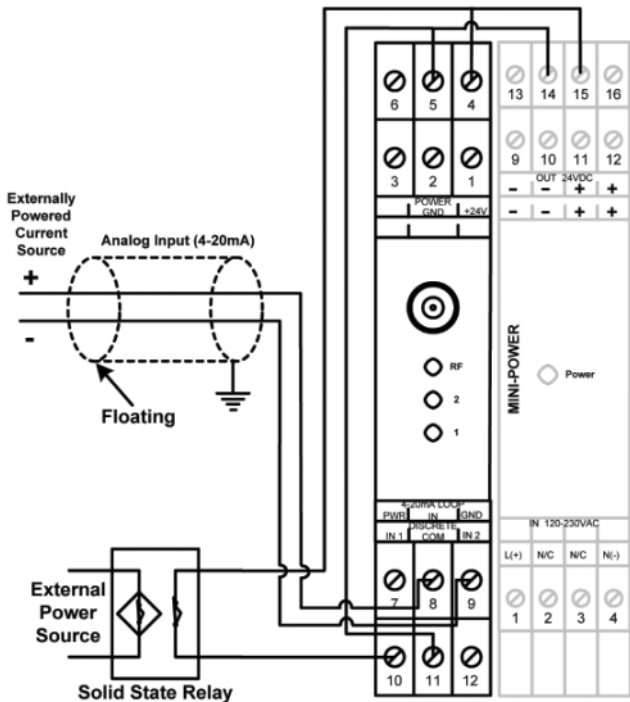 6 5 4
13 14 15 16
3 2 1
9 10 11 12
OUT 24VDC
POWER
GND +24V
- - + +
- - + +
Externally
Powered
Current
Source
Analog Input (4-20mA)
+
-
Floating
RF
2
1
MINI-POWER
Power
4-20mA LOOP
PWR IN GND
DISCRETE
IN 1 COM IN 2
IN 120-230VAC
L(+) N/C N/C N(-)
7 8 9
1 2 3 4
10 11 12
External
Power
Source
Solid State Relay